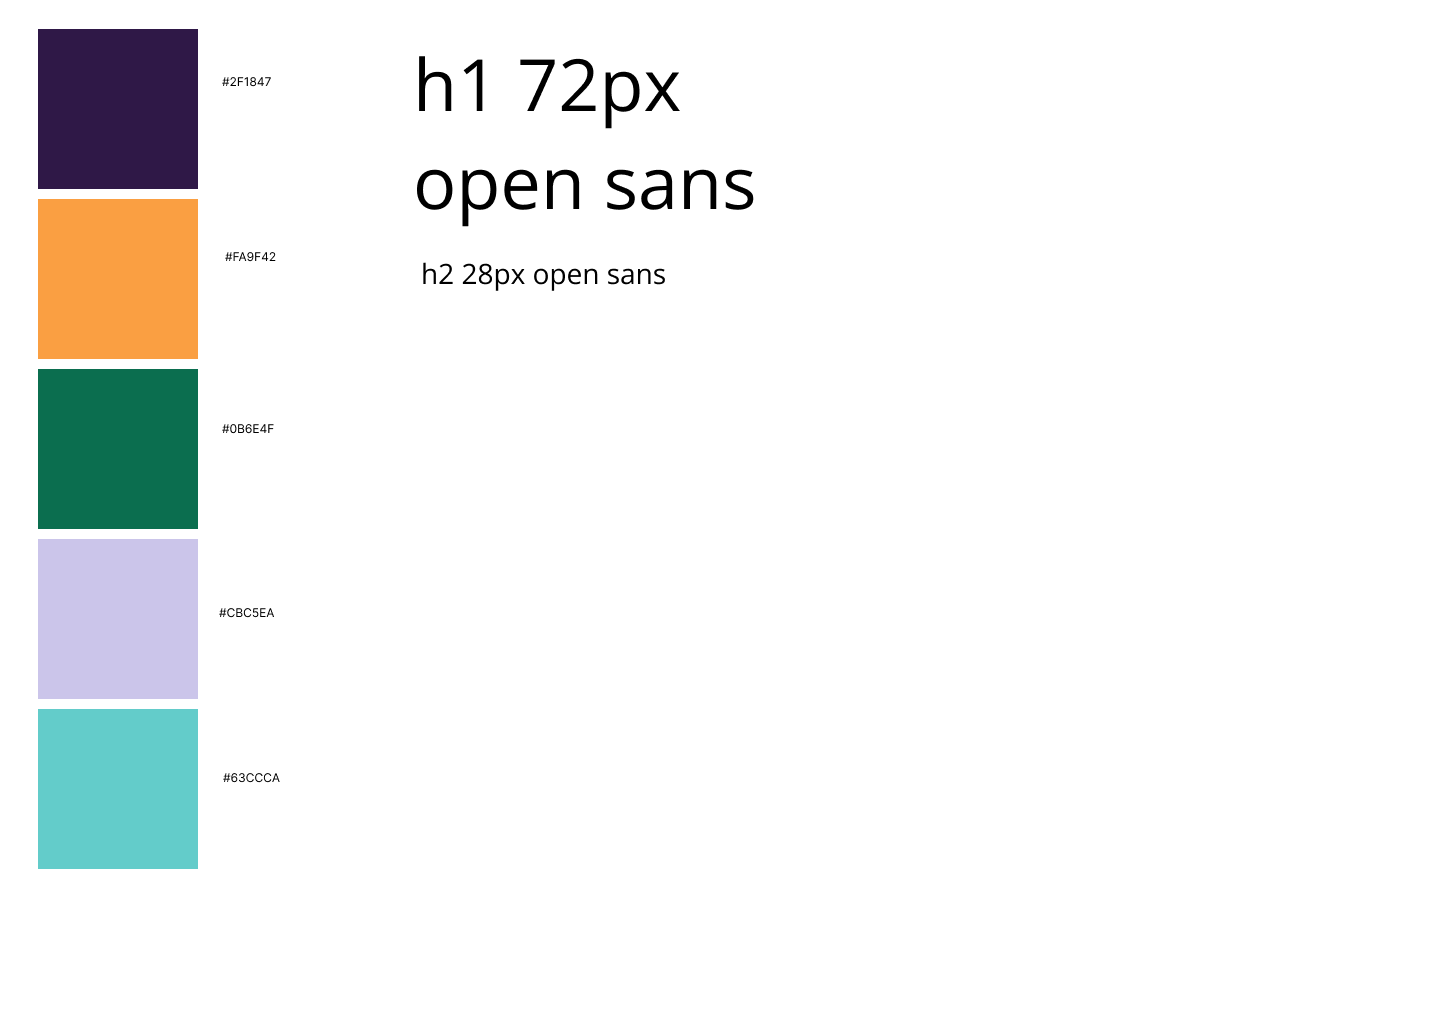 #2F1847
#FA9F42
#0B6E4F
#CBC5EA
#63CCCA
h1 72px
open sans
h2 28px open sans